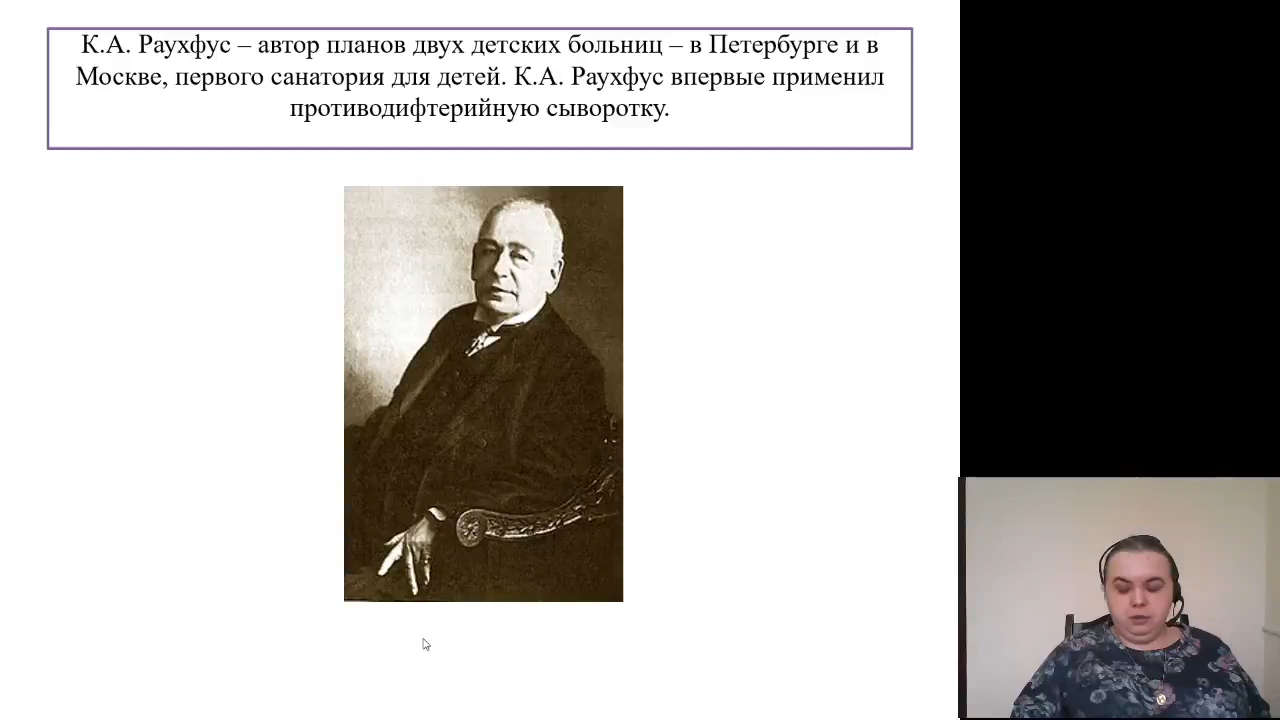 К.А. Раухфус – автор планов двух детских больниц – в Петербурге и в
Москве, первого санатория для детей. К.А. Раухфус впервые применил
противодифтерийную сыворотку.